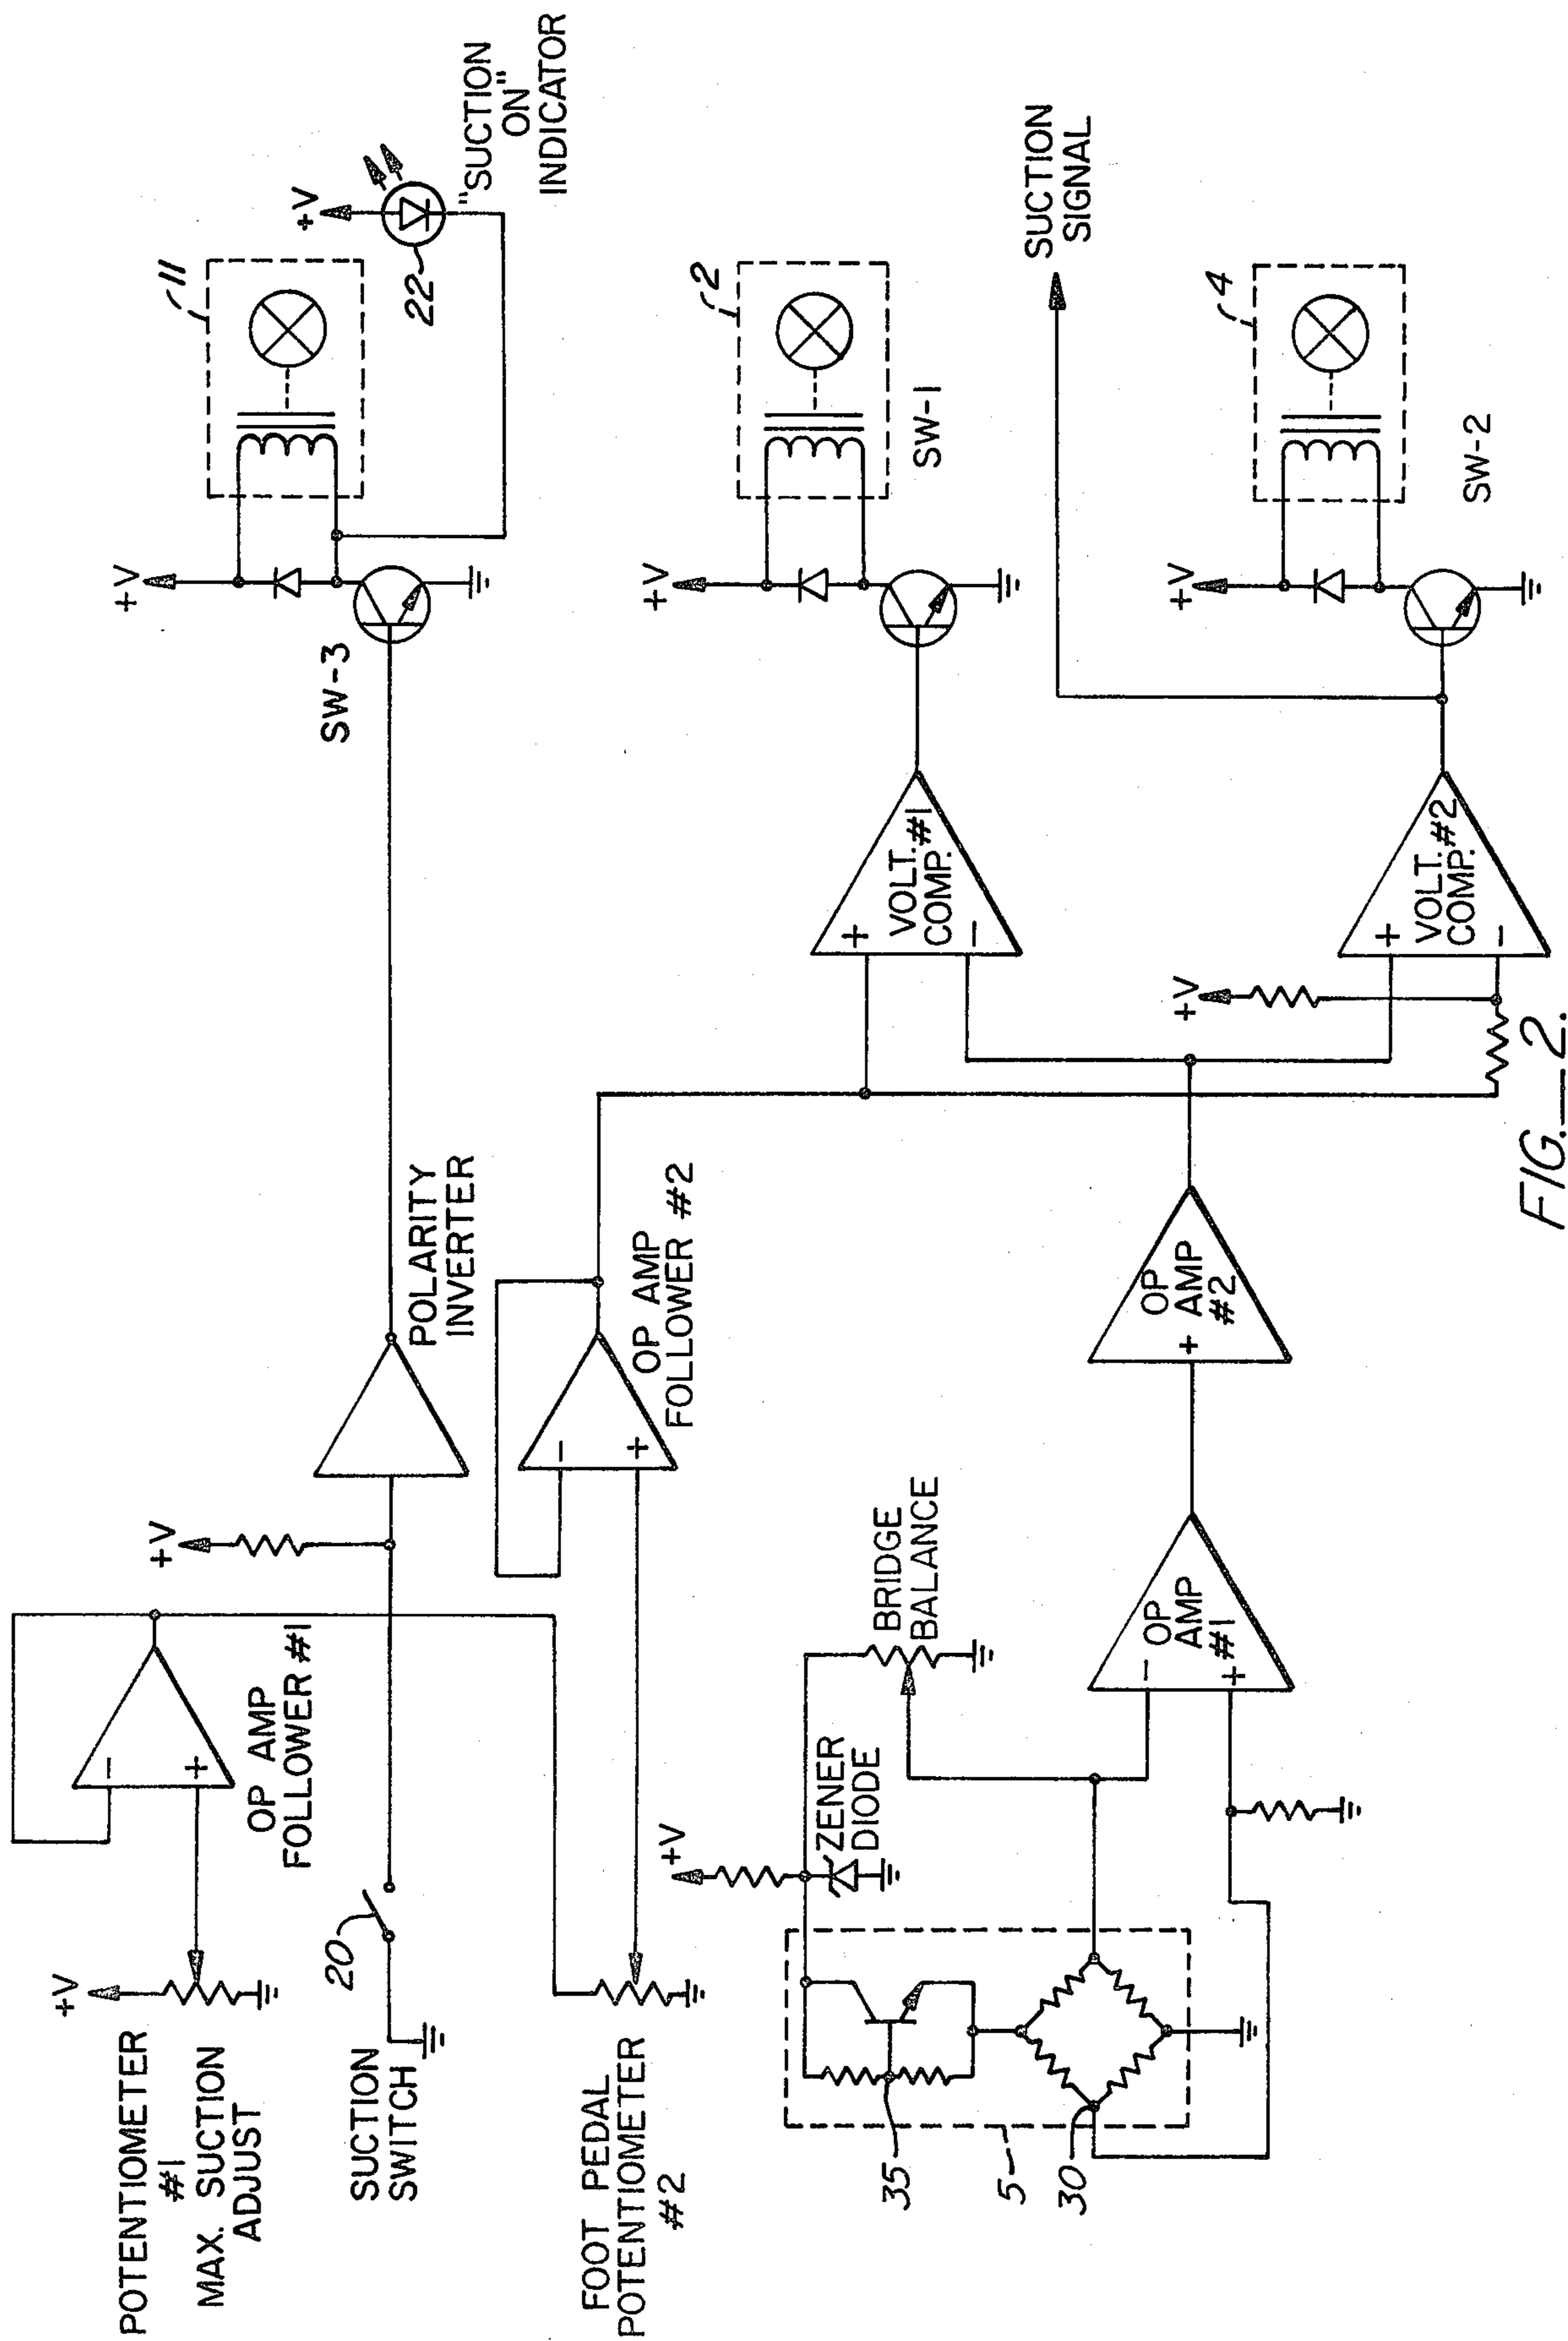 POTENTIOMETER
#1
MAX. SUCTION
ADJUST
+V
-
+
OP AMP
FOLLOWER #1
SUCTION
SWITCH
20
+V
POLARITY
INVERTER
SW-3
+V
11
+V
22
"SUCTION"
ON
INDICATOR
FOOT PEDAL
POTENTIOMETER
#2
-
+
OP AMP
FOLLOWER #2
+
-
VOLT.
COMP. #1
+V
2
SW-1
SUCTION
SIGNAL
35
5
30
+V
ZENER
DIODE
BRIDGE
BALANCE
-
+
OP
AMP
#1
+
OP
AMP
#2
+V
+
-
VOLT.
COMP. #2
+V
4
SW-2
FIG._2.